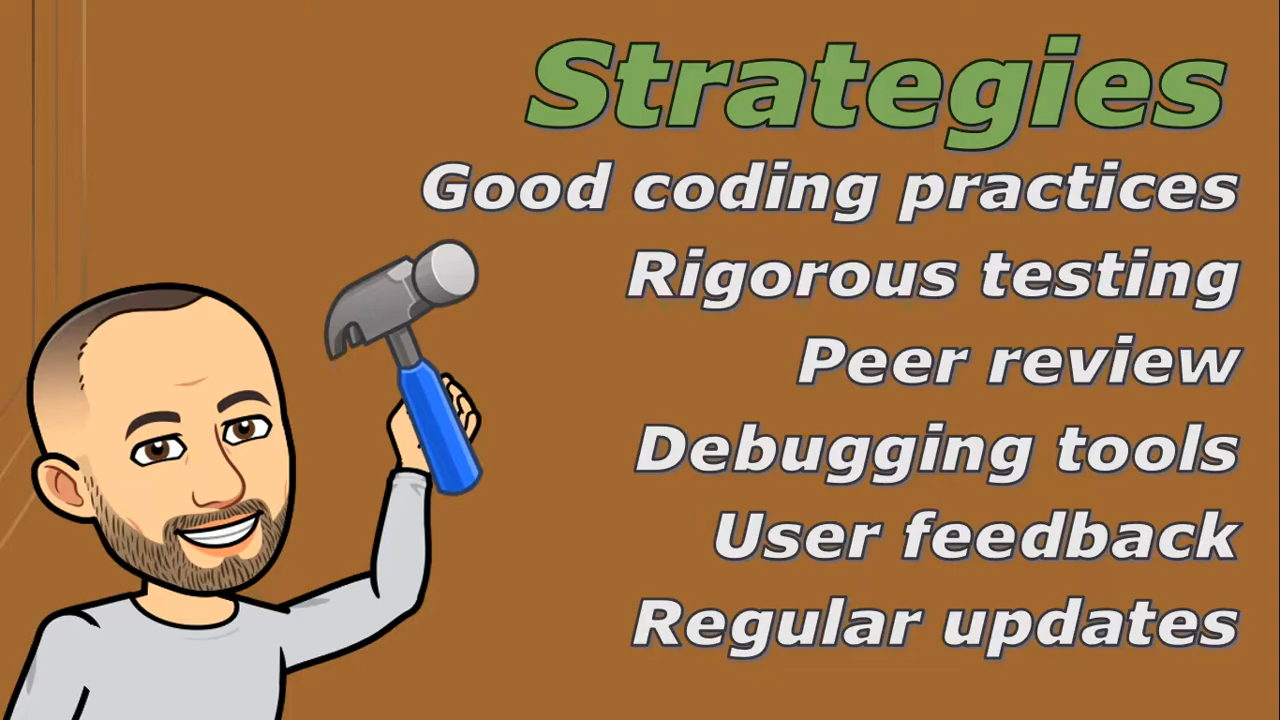 Strategies
Good coding practices
Rigorous testing
Peer review
Debugging tools
User feedback
Regular updates